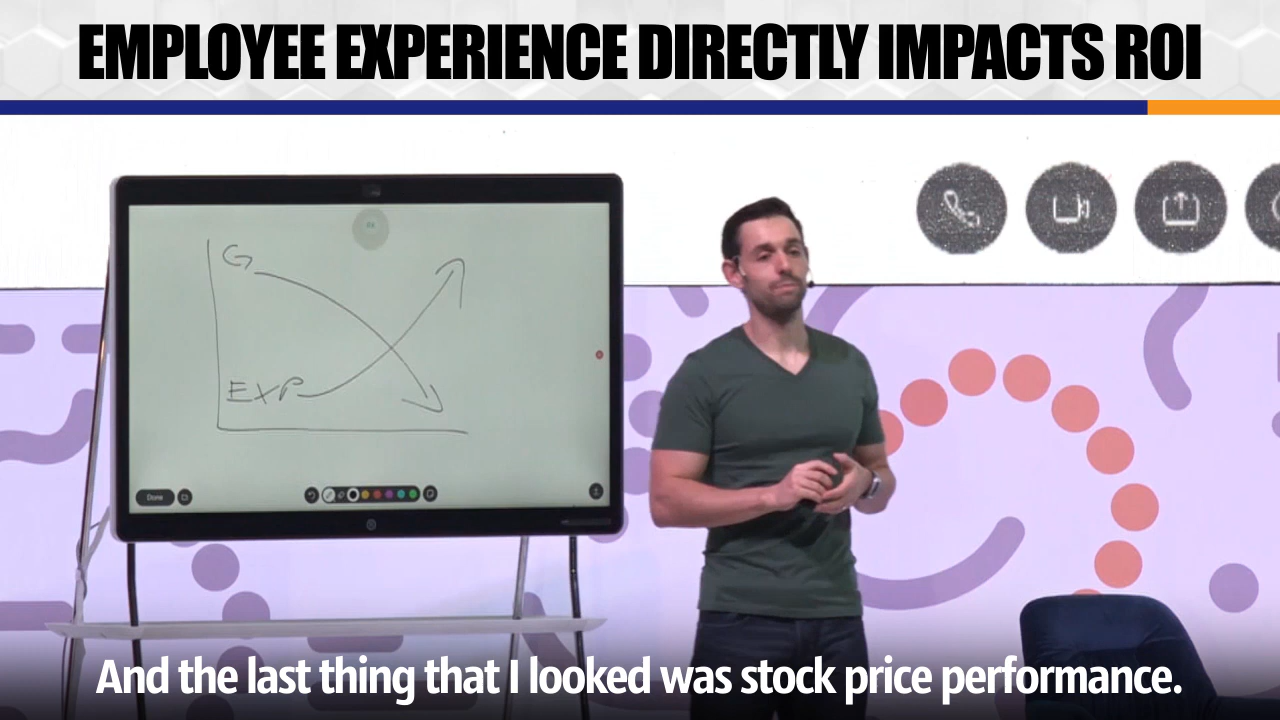 EMPLOYEE EXPERIENCE DIRECTLY IMPACTS ROI
G
EXP
Done
And the last thing that I looked was stock price performance.